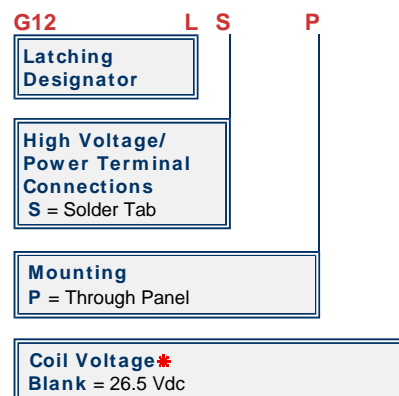 G12 L S P
Latching
Designator
High Voltage/
Power Terminal
Connections
S = Solder Tab
Mounting
P = Through Panel
Coil Voltage*
Blank = 26.5 Vdc